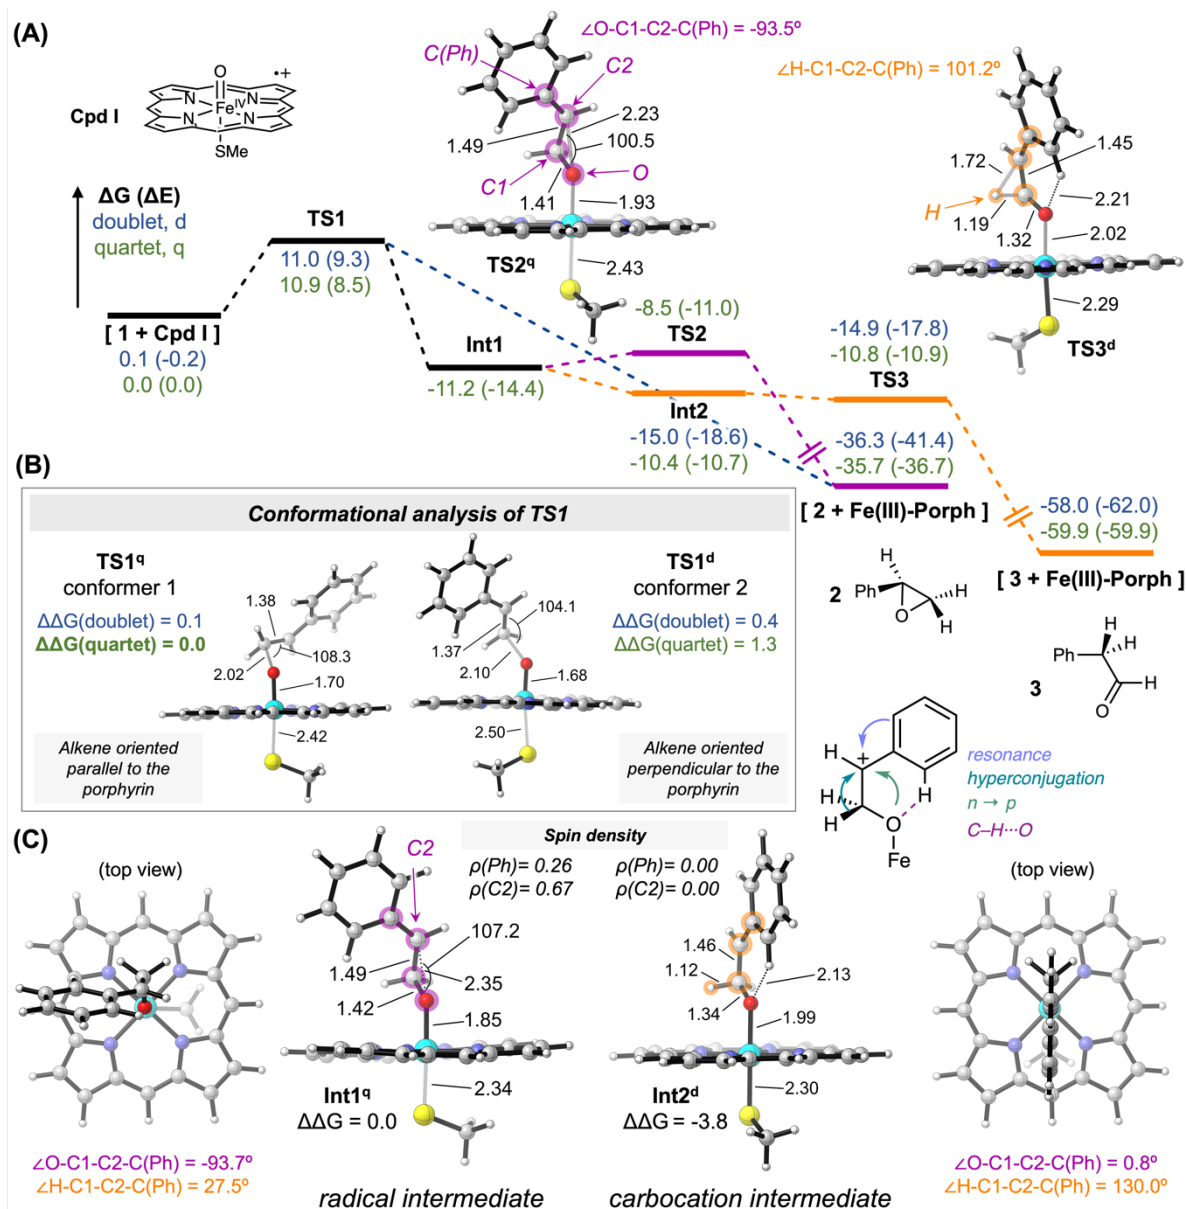 (A)
Cpd I
O
•+
Fe
IV
N
N
N
N
SMe
ΔG (ΔE)
doublet, d
quartet, q
[ 1 + Cpd I ]
0.1 (-0.2)
0.0 (0.0)
TS1
11.0 (9.3)
10.9 (8.5)
Int1
-11.2 (-14.4)
∠O-C1-C2-C(Ph) = -93.5º
C(Ph)
C2
1.49
2.23
100.5
C1
O
1.41
1.93
TS2q
2.43
-8.5 (-11.0)
TS2
Int2
-15.0 (-18.6)
-10.4 (-10.7)
∠H-C1-C2-C(Ph) = 101.2º
1.72
1.45
H
1.19
1.32
2.21
2.02
2.29
TS3d
-14.9 (-17.8)
-10.8 (-10.9)
TS3
-36.3 (-41.4)
-35.7 (-36.7)
[ 2 + Fe(III)-Porph ]
-58.0 (-62.0)
-59.9 (-59.9)
[ 3 + Fe(III)-Porph ]
2
Ph
H
H
H
O
3
Ph
H
H
H
O
(B)
Conformational analysis of TS1
TS1q
conformer 1
ΔΔG(doublet) = 0.1
ΔΔG(quartet) = 0.0
1.38
108.3
2.02
1.70
2.42
Alkene oriented
parallel to the
porphyrin
TS1d
conformer 2
ΔΔG(doublet) = 0.4
ΔΔG(quartet) = 1.3
104.1
1.37
2.10
1.68
2.50
Alkene oriented
perpendicular to the
porphyrin
H
+
H
H
H
O
Fe
resonance
hyperconjugation
n → p
C–H···O
(C)
(top view)
∠O-C1-C2-C(Ph) = -93.7º
∠H-C1-C2-C(Ph) = 27.5º
Spin density
ρ(Ph)= 0.26
ρ(C2)= 0.67
ρ(Ph)= 0.00
ρ(C2)= 0.00
C2
107.2
1.49
2.35
1.42
1.85
2.34
Int1q
ΔΔG = 0.0
radical intermediate
1.46
1.12
2.13
1.34
1.99
2.30
Int2d
ΔΔG = -3.8
carbocation intermediate
(top view)
∠O-C1-C2-C(Ph) = 0.8º
∠H-C1-C2-C(Ph) = 130.0º